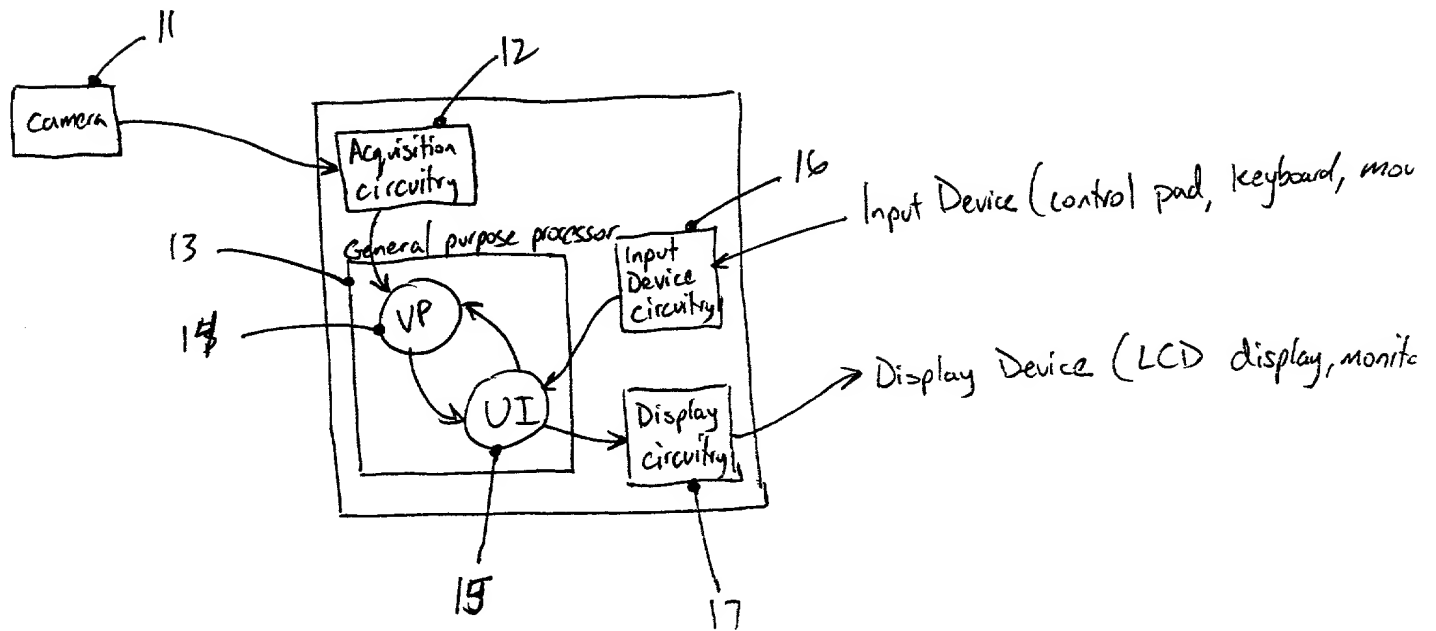 11
12
camera
Acquisition
circuitry
16
Input Device (control pad, keyboard, mou
13
General purpose processor
Input
Device
circuitry
VP
14
Display Device (LCD display, monito
UI
Display
circuitry
15
17